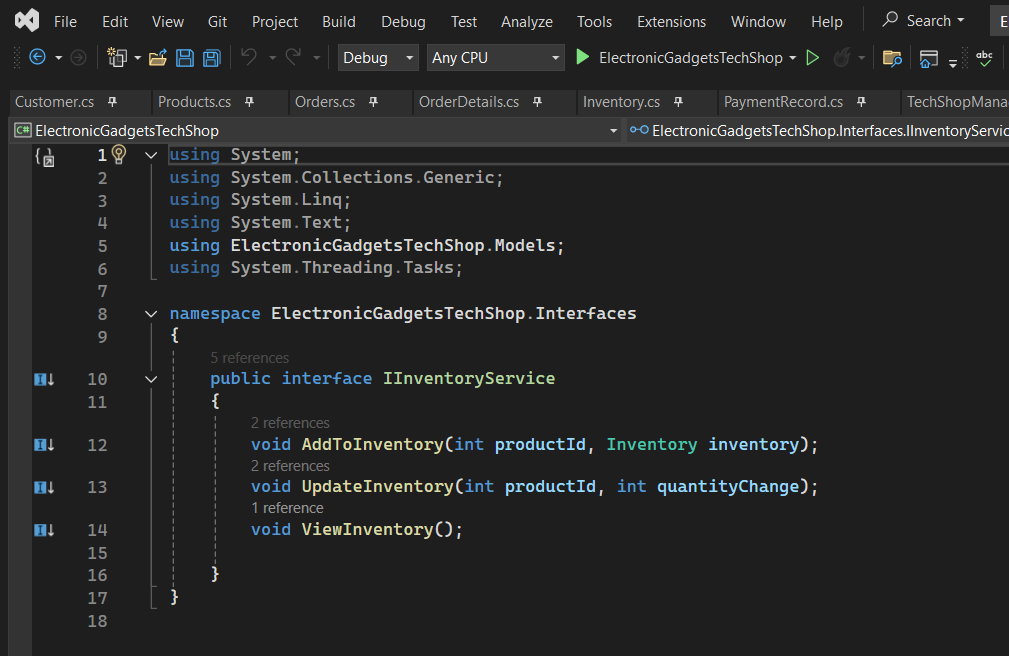 File Edit View Git Project Build Debug Test Analyze Tools Extensions Window Help Search E
Debug Any CPU ElectronicGadgetsTechShop abc
Customer.cs Products.cs Orders.cs OrderDetails.cs Inventory.cs PaymentRecord.cs TechShopMana
C# ElectronicGadgetsTechShop ElectronicGadgetsTechShop.Interfaces.IInventoryServic
1 using System;
2 using System.Collections.Generic;
3 using System.Linq;
4 using System.Text;
5 using ElectronicGadgetsTechShop.Models;
6 using System.Threading.Tasks;
7
8 namespace ElectronicGadgetsTechShop.Interfaces
9 {
5 references
10 public interface IInventoryService
11 {
2 references
12 void AddToInventory(int productId, Inventory inventory);
2 references
13 void UpdateInventory(int productId, int quantityChange);
1 reference
14 void ViewInventory();
15
16 }
17 }
18